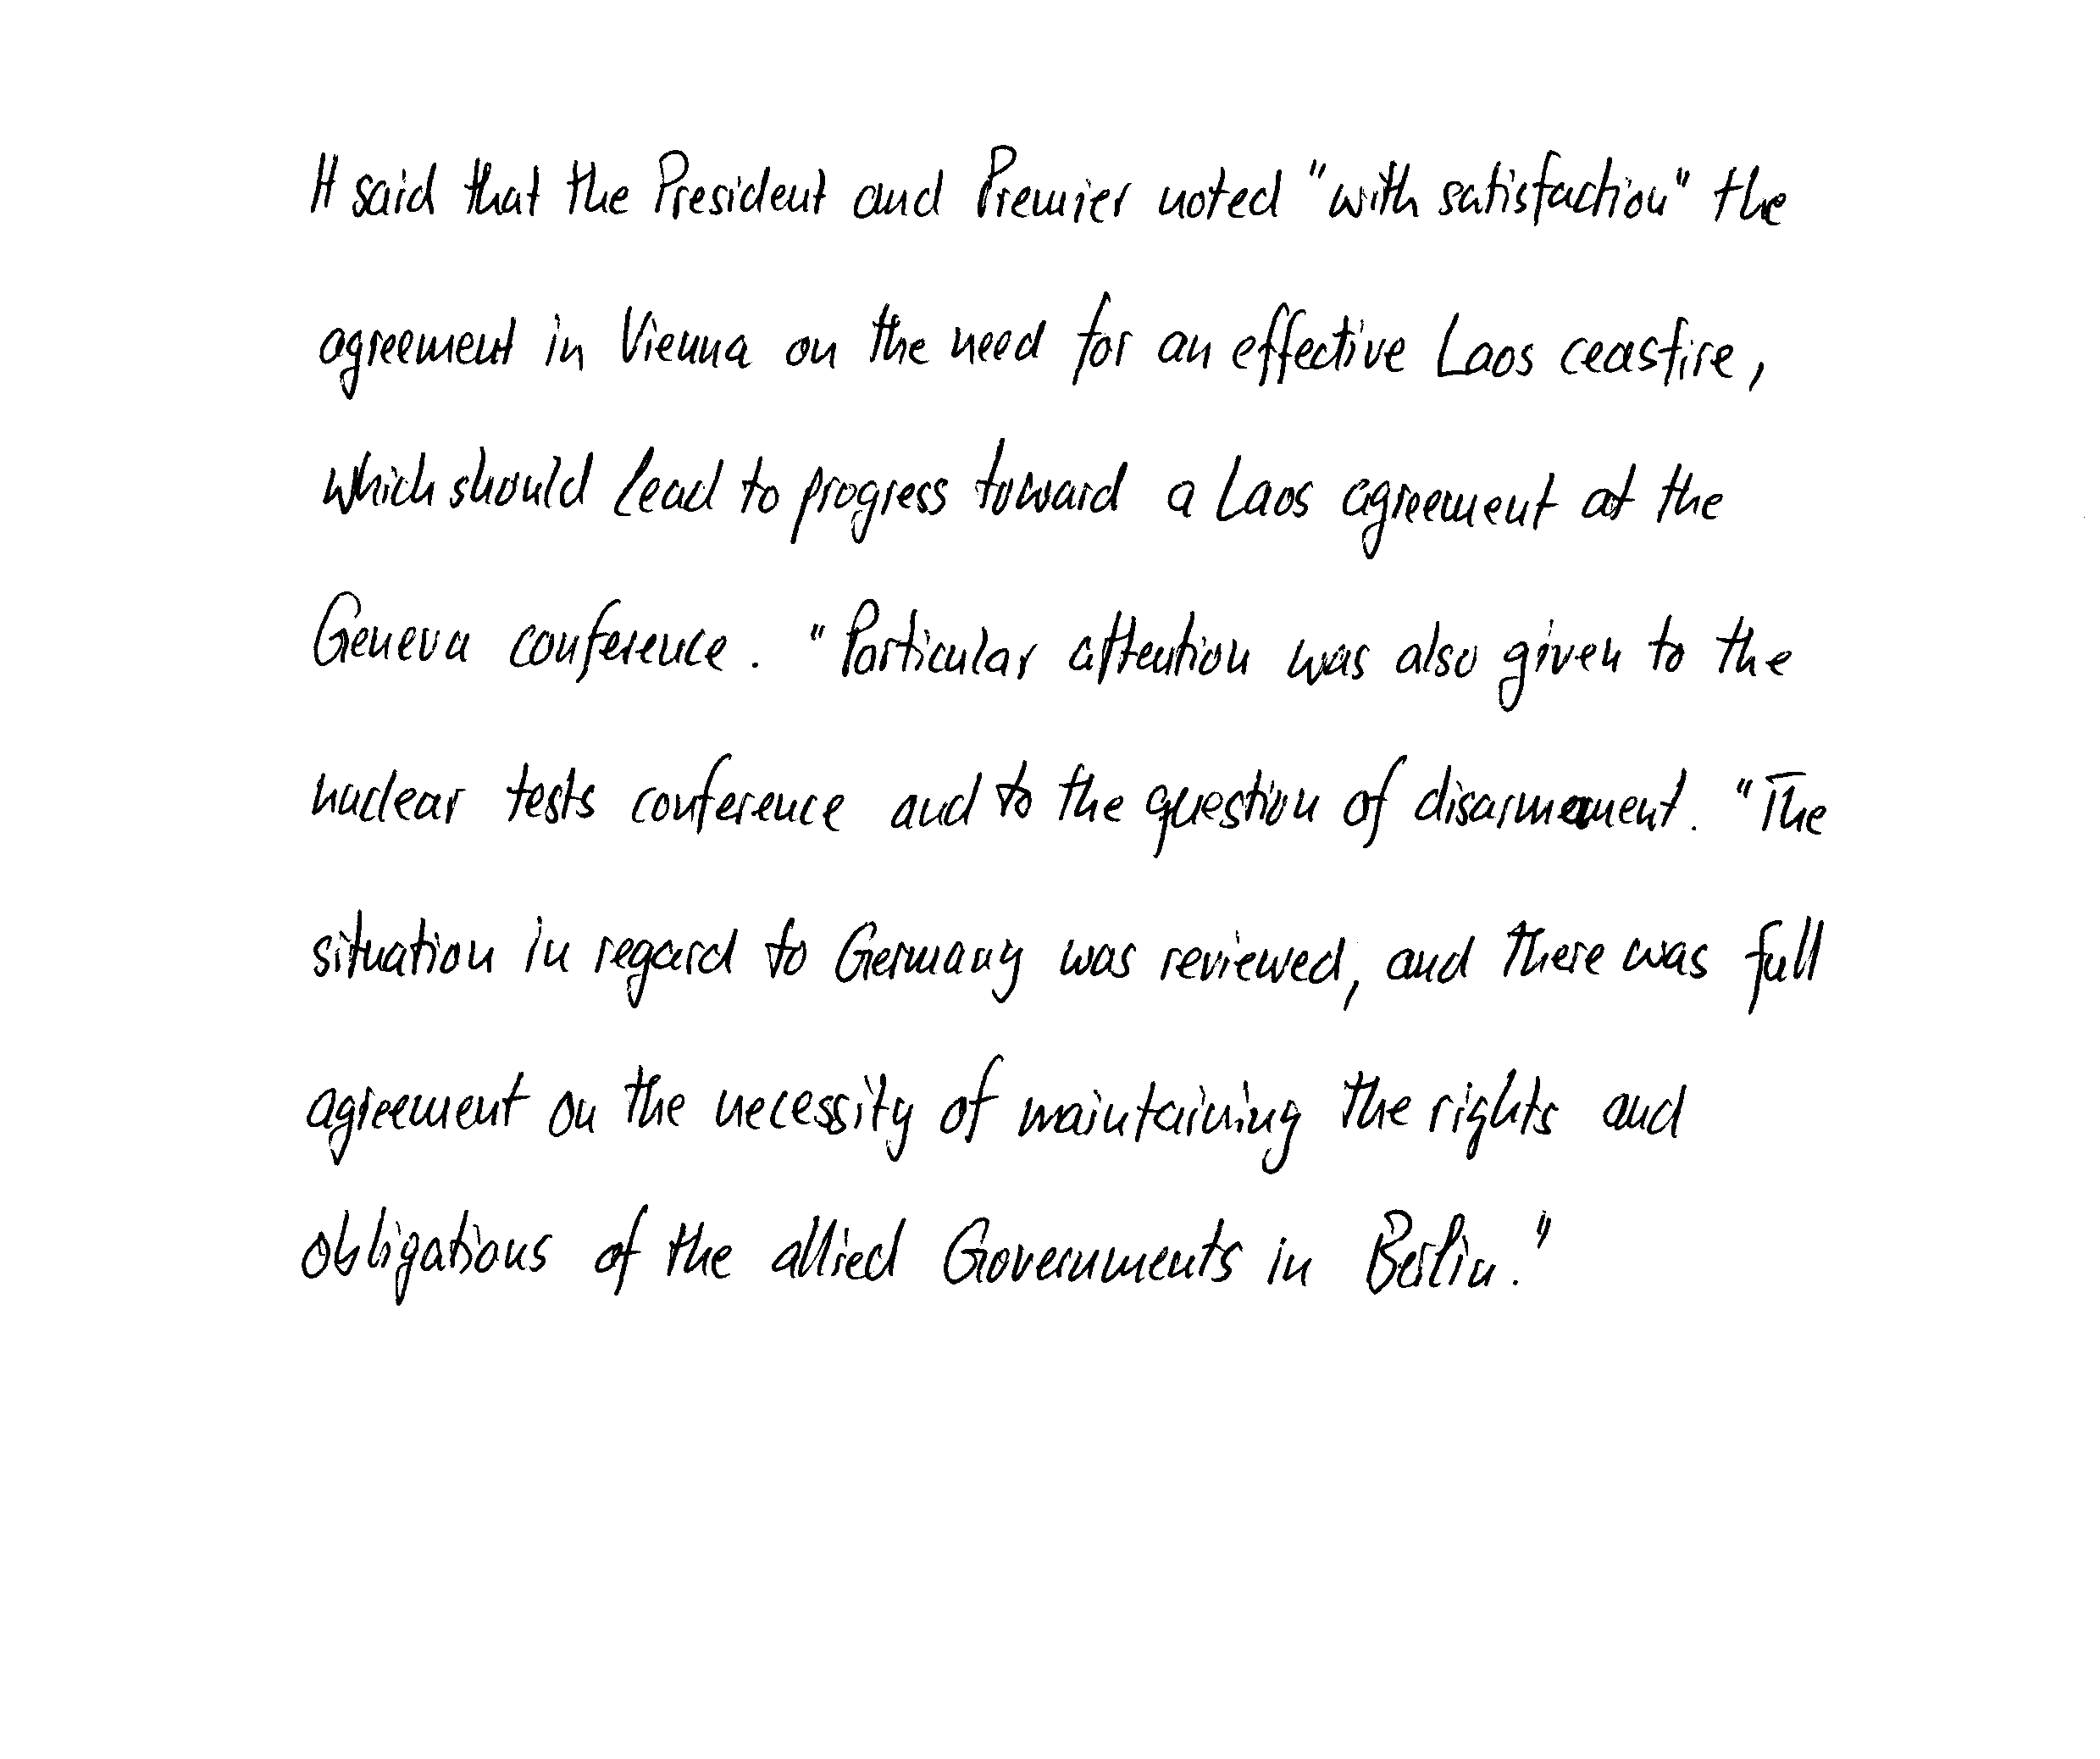 It said that the President and Premier noted "with satisfaction" the
agreement in Vienna on the need for an effective Laos ceasfire,
which should lead to progress toward a Laos agreement at the
Geneva conference. "Particular attention was also given to the
nuclear tests conference and to the question of disarmement. "The
situation in regard to Germany was reviewed, and there was full
agreement on the necessity of maintaining the rights and
obligations of the allied Governments in Berlin."